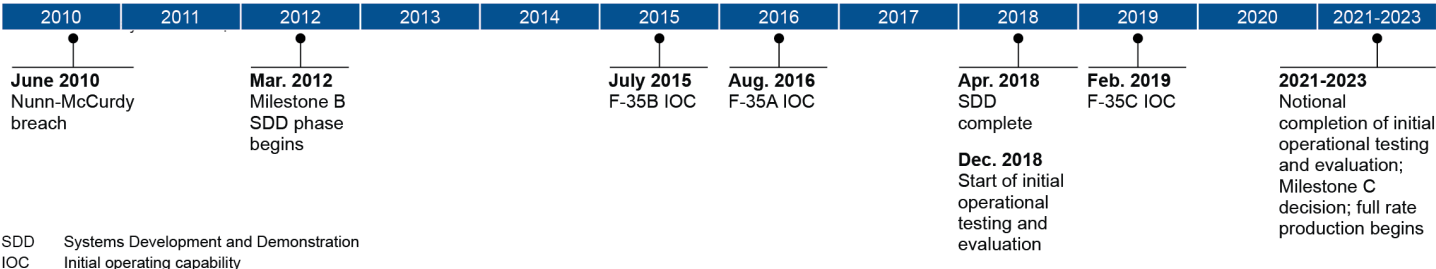 2010 2011 2012 2013 2014 2015 2016 2017 2018 2019 2020 2021-2023
June 2010
Nunn-McCurdy
breach
Mar. 2012
Milestone B
SDD phase
begins
July 2015
F-35B IOC
Aug. 2016
F-35A IOC
Apr. 2018
SDD
complete
Dec. 2018
Start of initial
operational
testing and
evaluation
Feb. 2019
F-35C IOC
2021-2023
Notional
completion of initial
operational testing
and evaluation;
Milestone C
decision; full rate
production begins
SDD Systems Development and Demonstration
IOC Initial operating capability